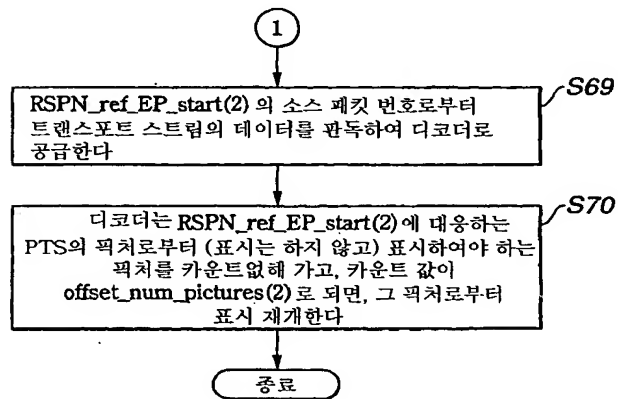 1
S69
RSPN_ref_EP_start(2) 의 소스 패킷 번호로부터
트랜스포트 스트림의 데이터를 판독하여 디코더로
공급한다
S70
디코더는 RSPN_ref_EP_start(2)에 대응하는
PTS의 픽처로부터 (표시는 하지 않고) 표시하여야 하는
픽처를 카운트없해 가고, 카운트 값이
offset_num_pictures(2) 로 되면, 그 픽처로부터
표시 재개한다
종료